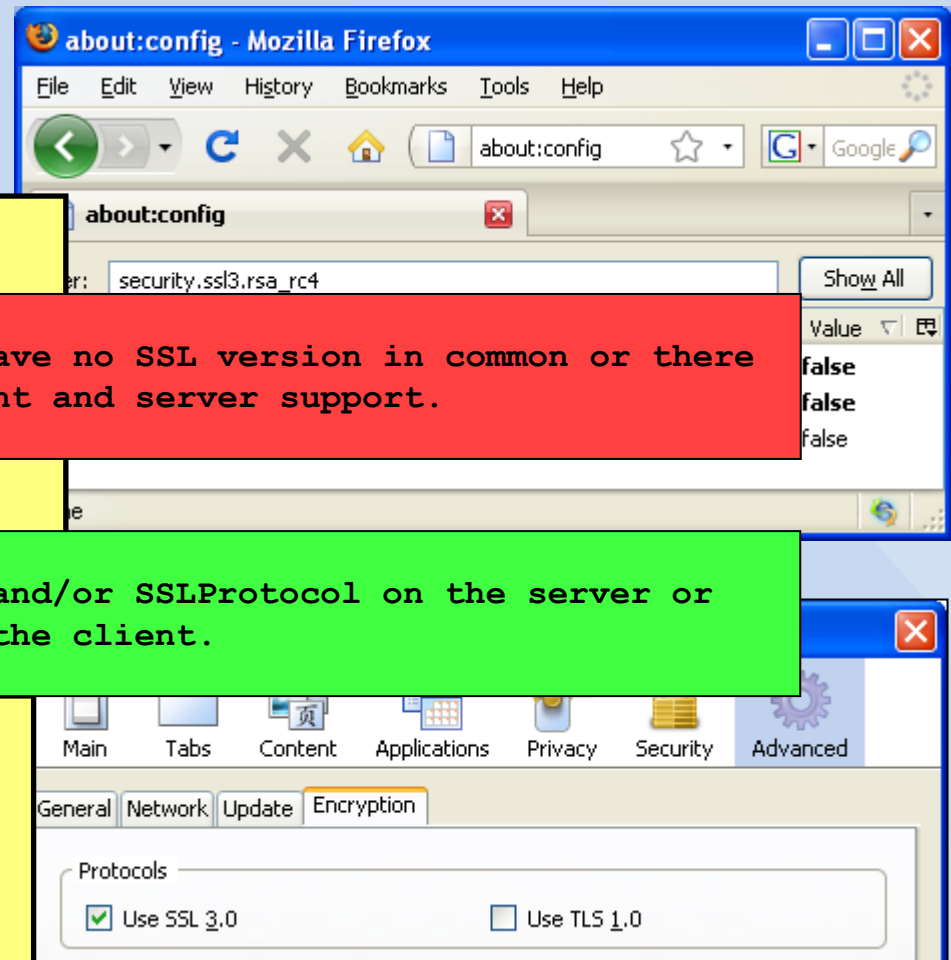 about:config - Mozilla Firefox
File Edit View History Bookmarks Tools Help
about:config
G Google
about:config
er: security.ssl3.rsa_rc4 Show All
Value
false
false
false
ave no SSL version in common or there
nt and server support.
e
and/or SSLProtocol on the server or
the client.
页
Main Tabs Content Applications Privacy Security Advanced
General Network Update Encryption
Protocols
Use SSL 3.0 Use TLS 1.0